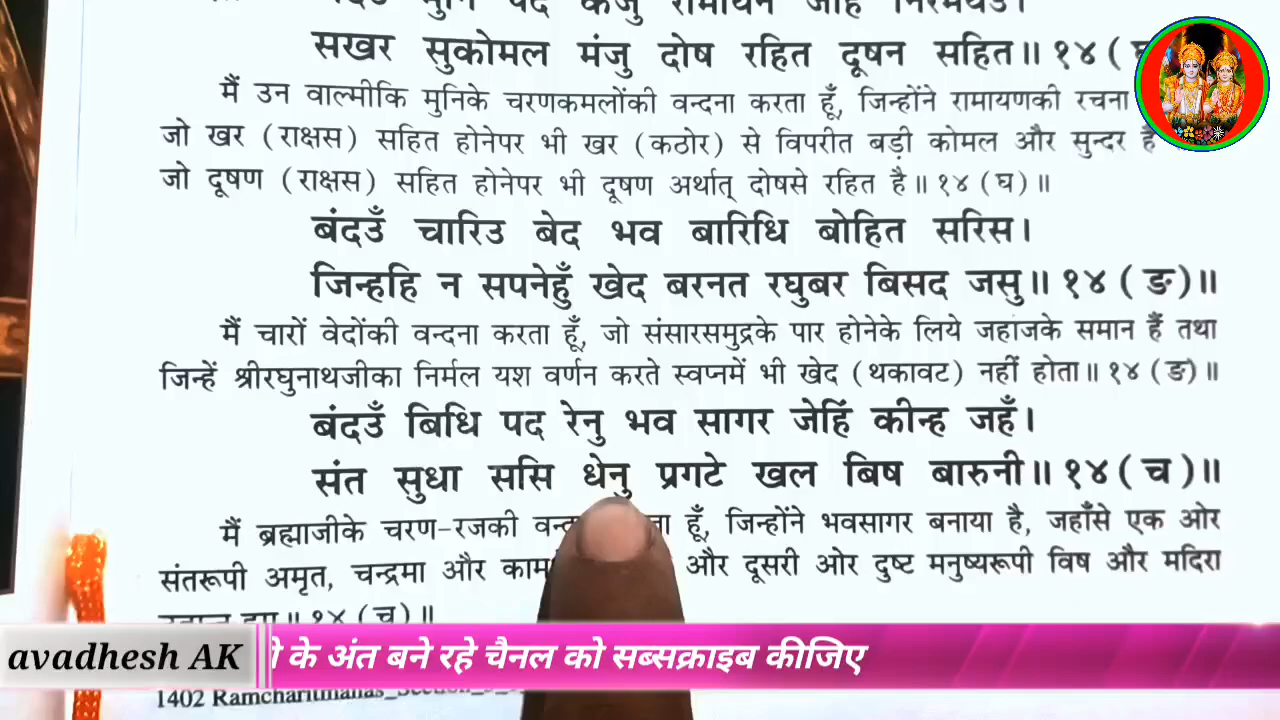 बंदउँ मुनि पद कंजु रामायन जेहिं निरमयउ।
सखर सुकोमल मंजु दोष रहित दूषन सहित॥ १४ (
मैं उन वाल्मीकि मुनिके चरणकमलोंकी वन्दना करता हूँ, जिन्होंने रामायणकी रचना
जो खर (राक्षस) सहित होनेपर भी खर (कठोर) से विपरीत बड़ी कोमल और सुन्दर है
जो दूषण (राक्षस) सहित होनेपर भी दूषण अर्थात् दोषसे रहित है॥ १४ (घ)॥
बंदउँ चारिउ बेद भव बारिधि बोहित सरिस।
जिन्हहि न सपनेहुँ खेद बरनत रघुबर बिसद जसु॥ १४ ( ङ)॥
मैं चारों वेदोंकी वन्दना करता हूँ, जो संसारसमुद्रके पार होनेके लिये जहाजके समान हैं तथा
जिन्हें श्रीरघुनाथजीका निर्मल यश वर्णन करते स्वप्नमें भी खेद (थकावट) नहीं होता॥ १४ (ङ)॥
बंदउँ बिधि पद रेनु भव सागर जेहिं कीन्ह जहँ।
संत सुधा ससि धेनु प्रगटे खल बिष बारुनी॥ १४ ( च )॥
मैं ब्रह्माजीके चरण-रजकी हूँ, जिन्होंने भवसागर बनाया है, जहाँसे एक ओर
संतरूपी अमृत, चन्द्रमा और और दूसरी ओर दुष्ट मनुष्यरूपी विष और मदिरा
१४ (च)॥
avadhesh AK के अंत बने रहे चैनल को सब्सक्राइब कीजिए
1402